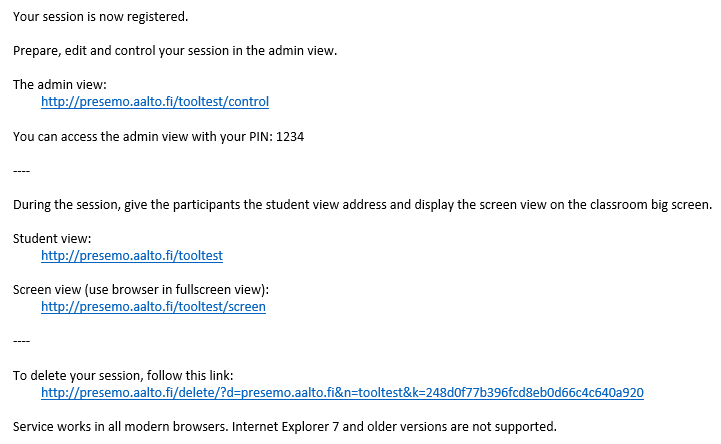 Your session is now registered.
Prepare, edit and control your session in the admin view.
The admin view:
http://presemo.aalto.fi/tooltest/control
You can access the admin view with your PIN: 1234
----
During the session, give the participants the student view address and display the screen view on the classroom big screen.
Student view:
http://presemo.aalto.fi/tooltest
Screen view (use browser in fullscreen view):
http://presemo.aalto.fi/tooltest/screen
----
To delete your session, follow this link:
http://presemo.aalto.fi/delete/?d=presemo.aalto.fi&n=tooltest&k=248d0f77b396fcd8eb0d66c4c640a920
Service works in all modern browsers. Internet Explorer 7 and older versions are not supported.